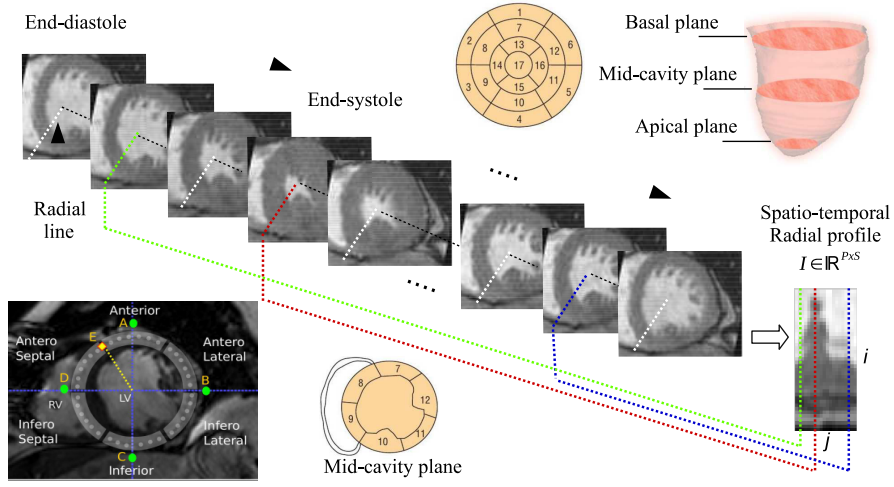 End-diastole
End-systole
Radial
line
1
7
2
8
13
12
6
14
17
16
3
9
15
11
5
10
4
Basal plane
Mid-cavity plane
Apical plane
Spatio-temporal
Radial profile
I ∈ ℝ^PxS
i
j
Anterior
A
E
Antero
Septal
Antero
Lateral
D
B
RV
LV
Infero
Septal
Infero
Lateral
C
Inferior
7
8
12
9
10
11
Mid-cavity plane